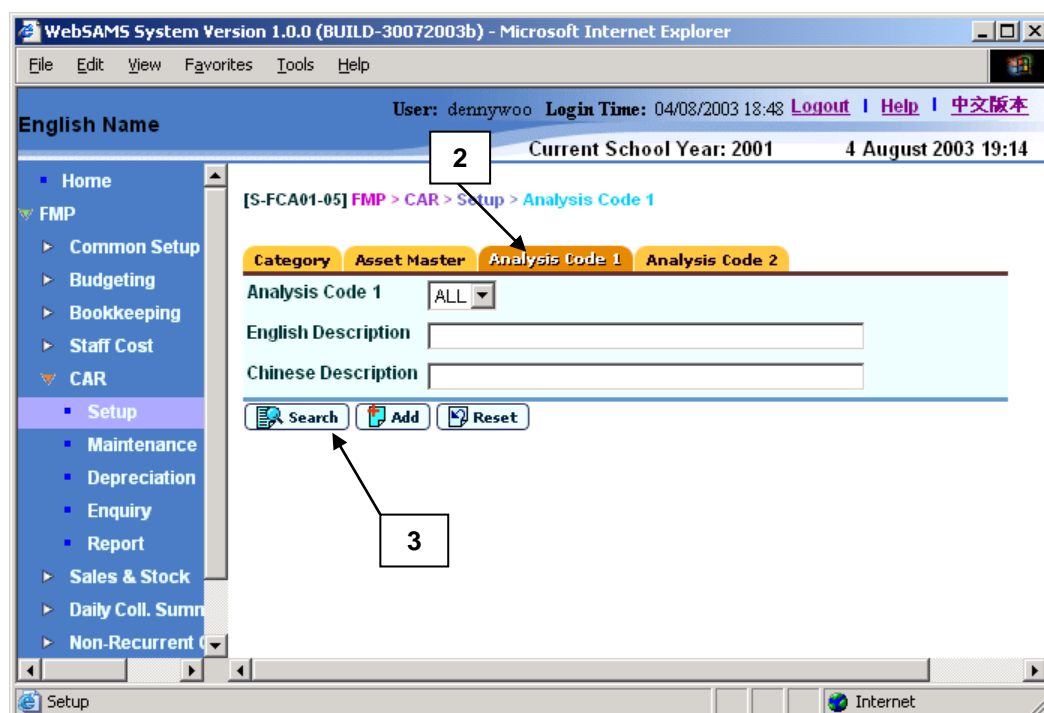 WebSAMS System Version 1.0.0 (BUILD-30072003b) - Microsoft Internet Explorer
File Edit View Favorites Tools Help
English Name
User: dennywoo Login Time: 04/08/2003 18:48 Logout | Help | 中文版本
Current School Year: 2001 4 August 2003 19:14
Home
FMP
Common Setup
Budgeting
Bookkeeping
Staff Cost
CAR
Setup
Maintenance
Depreciation
Enquiry
Report
Sales & Stock
Daily Coll. Summ
Non-Recurrent
2
[S-FCA01-05] FMP > CAR > Setup > Analysis Code 1
Category Asset Master Analysis Code 1 Analysis Code 2
Analysis Code 1 ALL
English Description
Chinese Description
Search Add Reset
3
Setup Internet